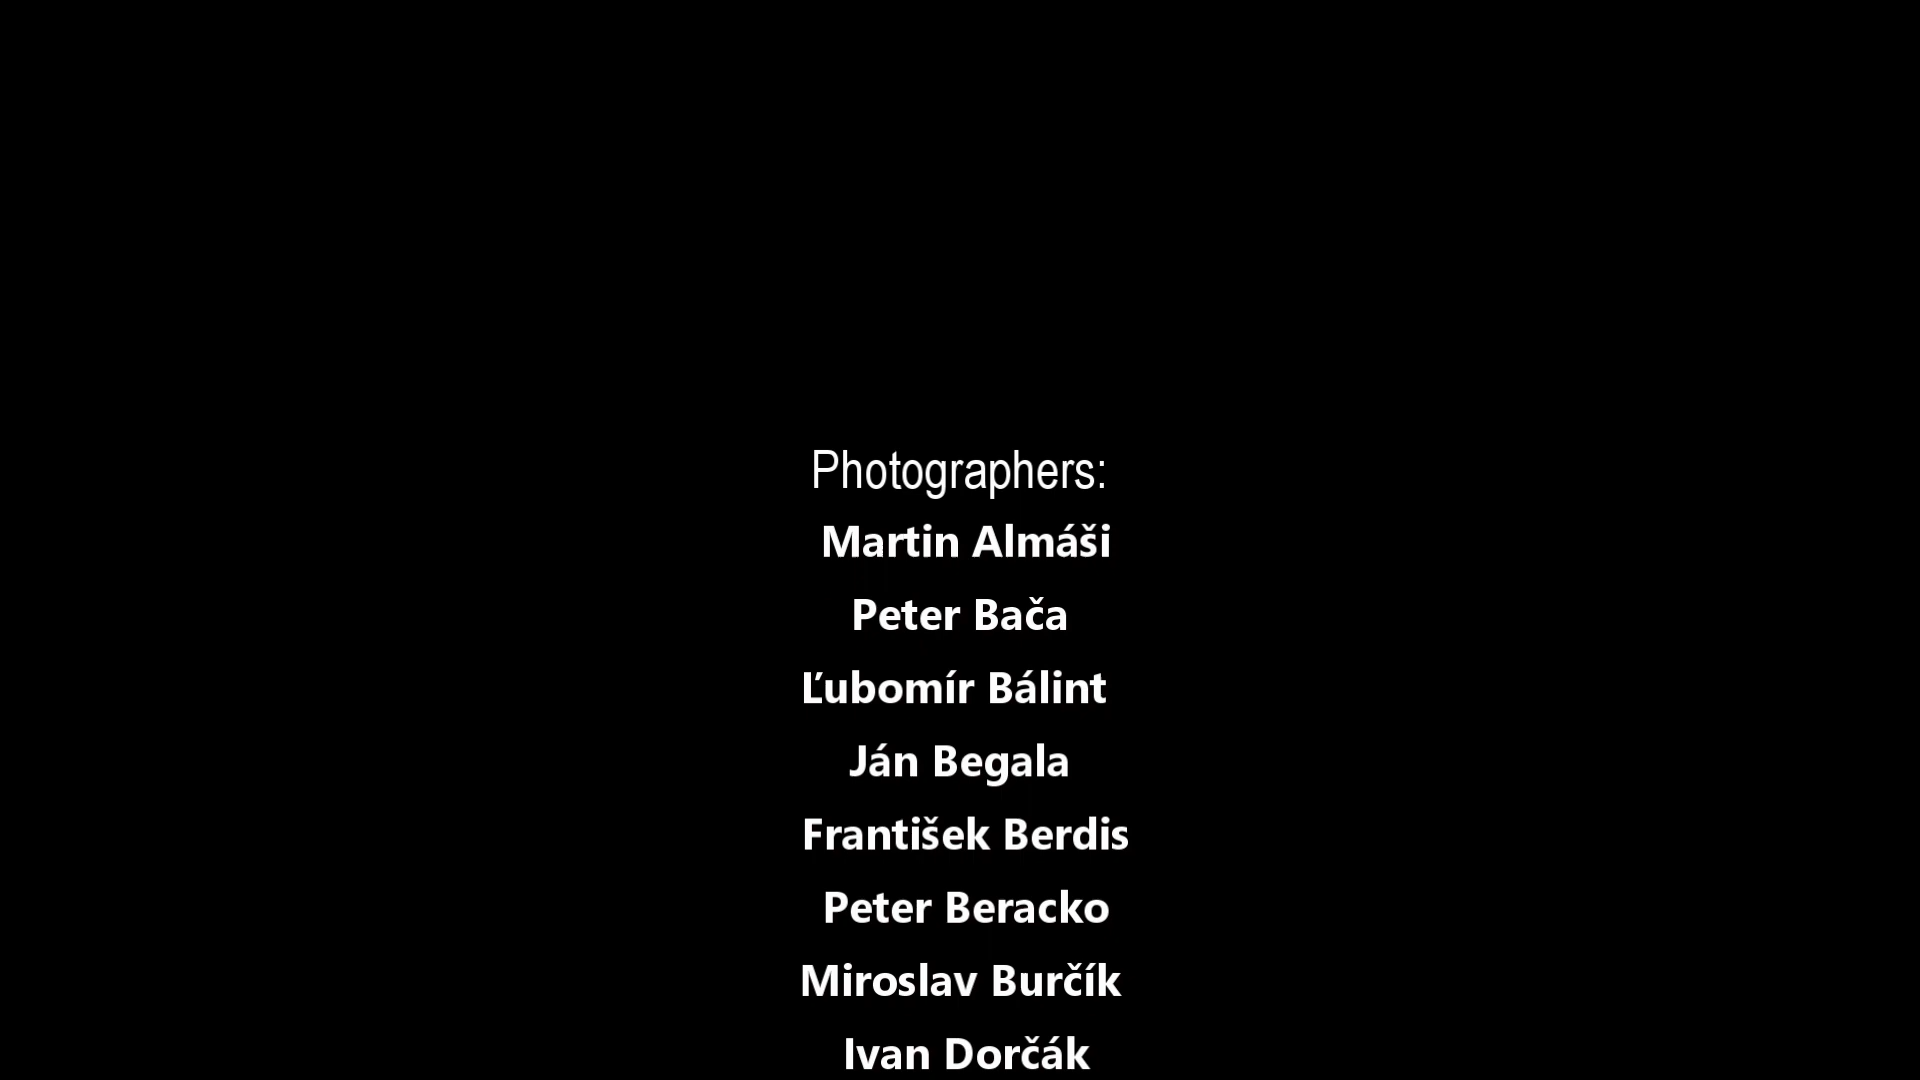 Photographers:
Martin Almáši
Peter Bača
Ľubomír Bálint
Ján Begala
František Berdis
Peter Beracko
Miroslav Burčík
Ivan Dorčák